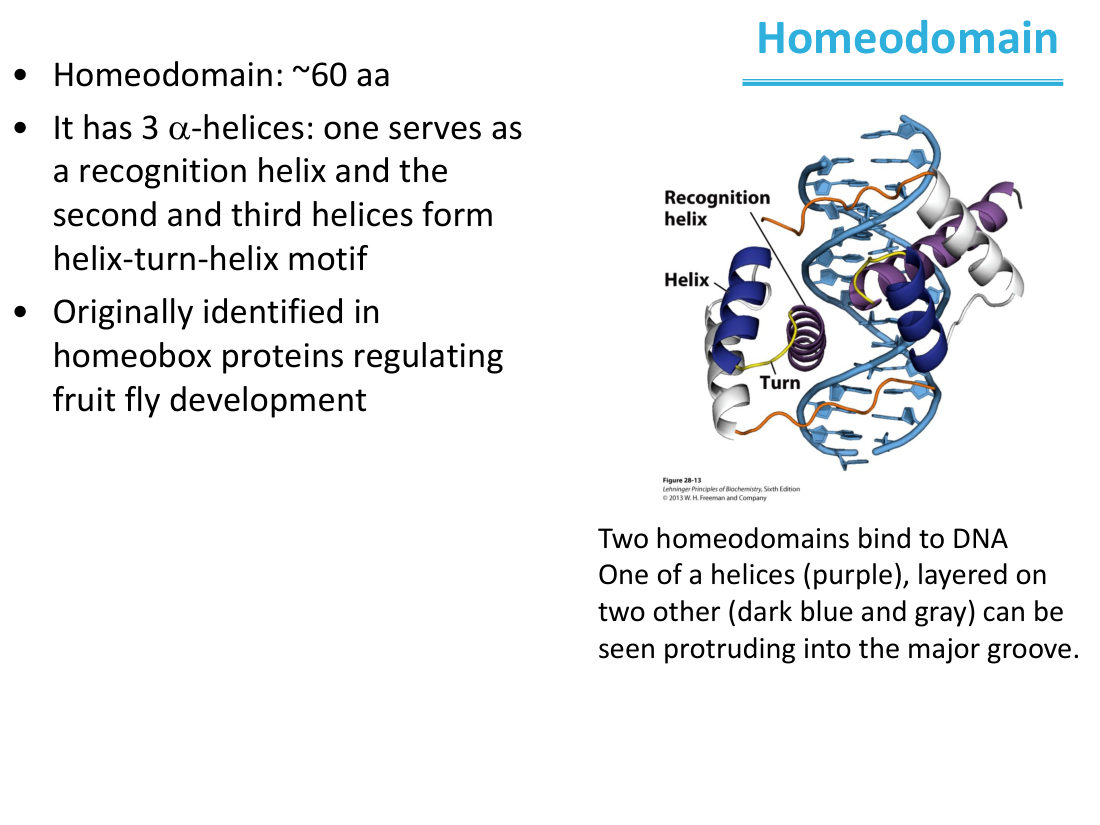 Homeodomain
• Homeodomain: ~60 aa
• It has 3 α-helices: one serves as
a recognition helix and the
second and third helices form
helix-turn-helix motif
• Originally identified in
homeobox proteins regulating
fruit fly development
Recognition
helix
Helix
Turn
Figure 28-13
Lehninger Principles of Biochemistry, Sixth Edition
© 2013 W. H. Freeman and Company
Two homeodomains bind to DNA
One of a helices (purple), layered on
two other (dark blue and gray) can be
seen protruding into the major groove.